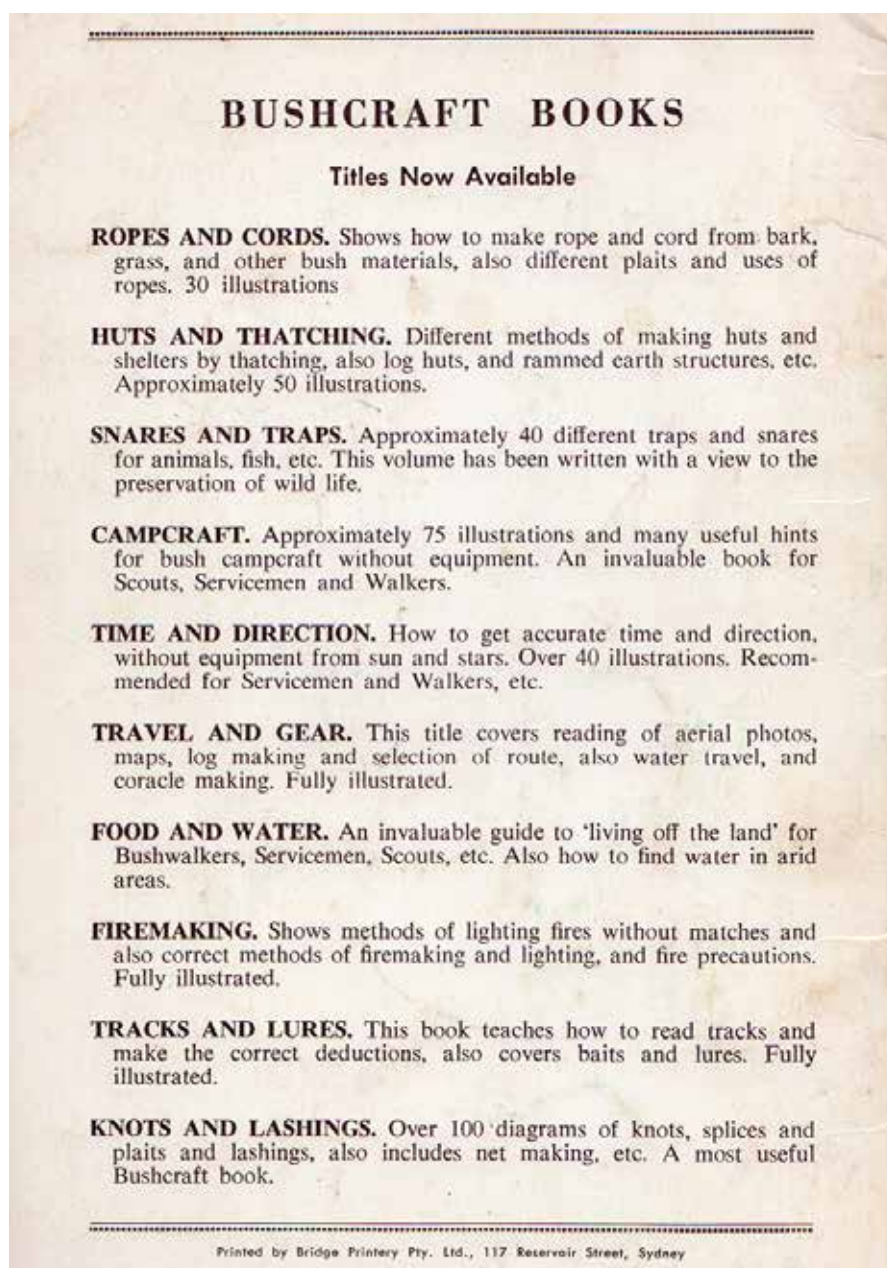 BUSHCRAFT BOOKS
Titles Now Available
ROPES AND CORDS. Shows how to make rope and cord from bark,
grass, and other bush materials, also different plaits and uses of
ropes. 30 illustrations
HUTS AND THATCHING. Different methods of making huts and
shelters by thatching, also log huts, and rammed earth structures, etc.
Approximately 50 illustrations.
SNARES AND TRAPS. Approximately 40 different traps and snares
for animals, fish, etc. This volume has been written with a view to the
preservation of wild life.
CAMPCRAFT. Approximately 75 illustrations and many useful hints
for bush campcraft without equipment. An invaluable book for
Scouts, Servicemen and Walkers.
TIME AND DIRECTION. How to get accurate time and direction,
without equipment from sun and stars. Over 40 illustrations. Recom-
mended for Servicemen and Walkers, etc.
TRAVEL AND GEAR. This title covers reading of aerial photos,
maps, log making and selection of route, also water travel, and
coracle making. Fully illustrated.
FOOD AND WATER. An invaluable guide to 'living off the land' for
Bushwalkers, Servicemen, Scouts, etc. Also how to find water in arid
areas.
FIREMAKING. Shows methods of lighting fires without matches and
also correct methods of firemaking and lighting, and fire precautions.
Fully illustrated.
TRACKS AND LURES. This book teaches how to read tracks and
make the correct deductions, also covers baits and lures. Fully
illustrated.
KNOTS AND LASHINGS. Over 100 diagrams of knots, splices and
plaits and lashings, also includes net making, etc. A most useful
Bushcraft book.
Printed by Bridge Printery Pty. Ltd., 117 Reservoir Street, Sydney